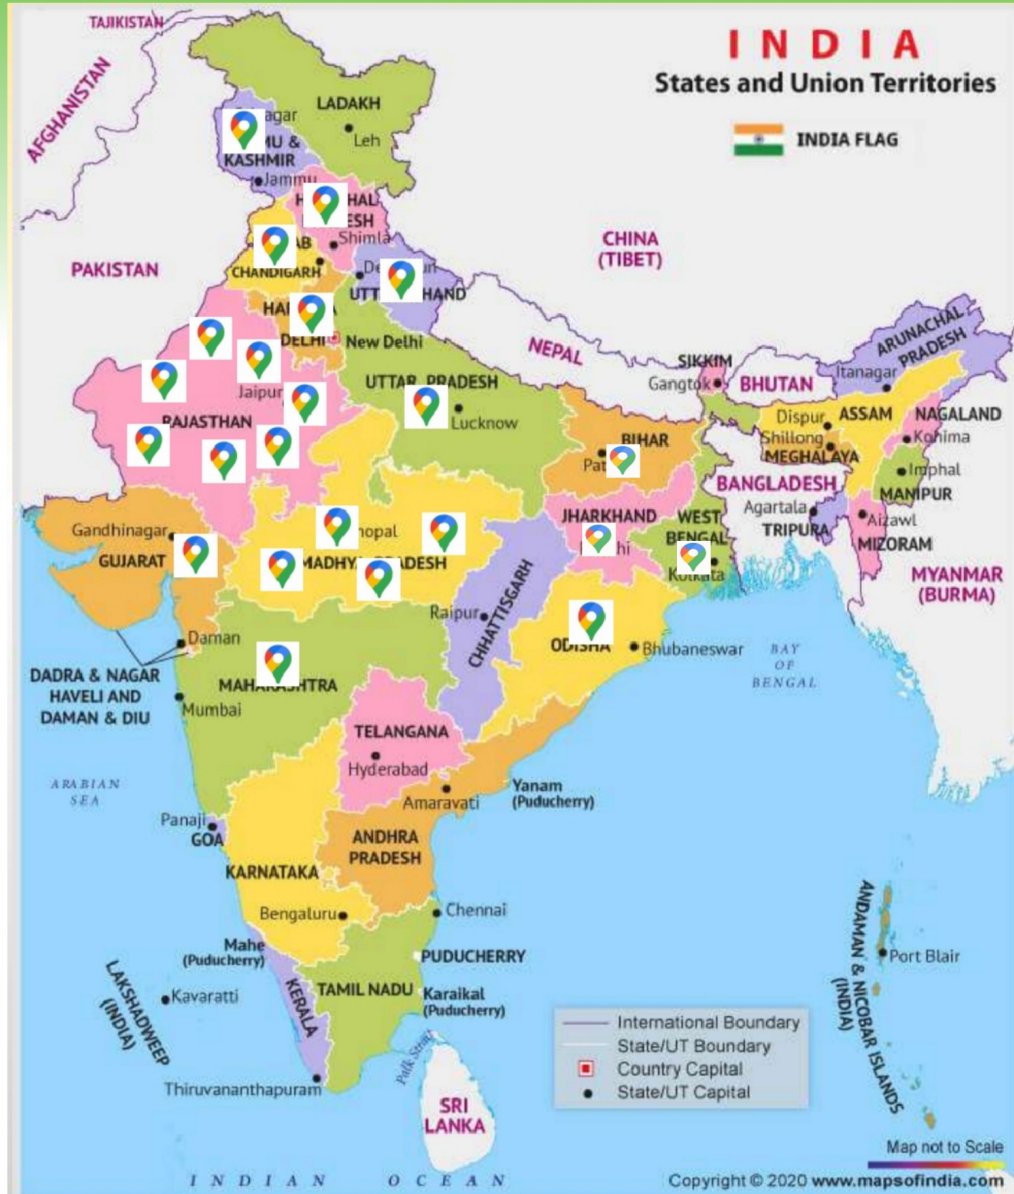 INDIA
States and Union Territories
INDIA FLAG
TAJIKISTAN
AFGHANISTAN
LADAKH
Leh
KASHMIR
Jammu
Shimla
CHINA
(TIBET)
PAKISTAN
CHANDIGARH
DELHI
New Delhi
NEPAL
SIKKIM
Gangtok
BHUTAN
ARUNACHAL
PRADESH
Itanagar
Jaipur
UTTAR PRADESH
Lucknow
RAJASTHAN
BIHAR
Dispur
ASSAM
NAGALAND
Shillong
Kohima
MEGHALAYA
Imphal
MANIPUR
BANGLADESH
Agartala
TRIPURA
Aizawl
MIZORAM
MYANMAR
(BURMA)
Gandhinagar
GUJARAT
JHARKHAND
WEST
BENGAL
Kolkata
Raipur
CHHATTISGARH
ODISHA
Bhubaneswar
BAY
OF
BENGAL
Daman
DADRA & NAGAR
HAVELI AND
DAMAN & DIU
MAHARASHTRA
Mumbai
TELANGANA
Hyderabad
ARABIAN
SEA
Amaravati
Yanam
(Puducherry)
Panaji
GOA
ANDHRA
PRADESH
KARNATAKA
Bengaluru
Chennai
Mahe
(Puducherry)
PUDUCHERRY
LAKSHADWEEP
(INDIA)
Kavaratti
KERALA
TAMIL NADU
Karaikal
(Puducherry)
Thiruvananthapuram
Palk Strait
SRI
LANKA
ANDAMAN & NICOBAR ISLANDS
(INDIA)
Port Blair
International Boundary
State/UT Boundary
Country Capital
State/UT Capital
Map not to Scale
INDIAN OCEAN
Copyright © 2020 www.mapsofindia.com